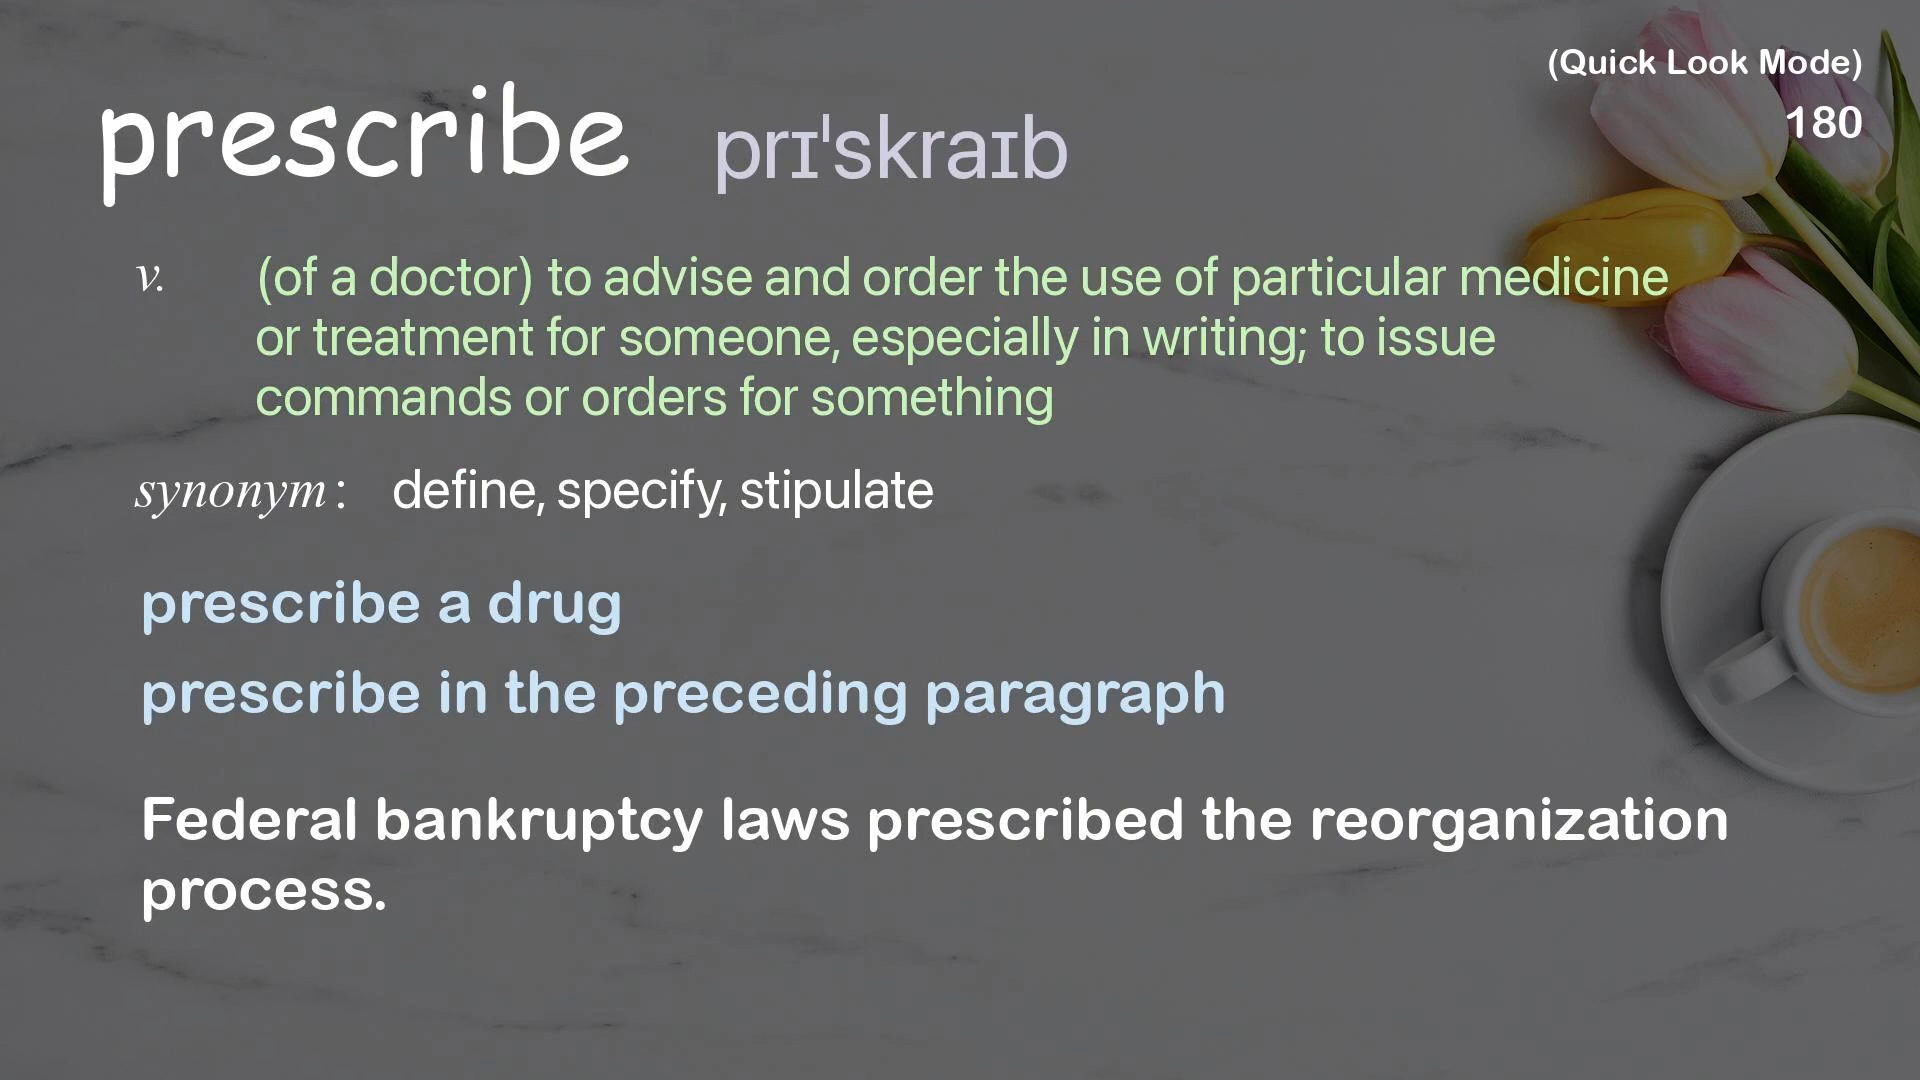 (Quick Look Mode)
180
prescribe prɪˈskraɪb
v. (of a doctor) to advise and order the use of particular medicine
or treatment for someone, especially in writing; to issue
commands or orders for something
synonym: define, specify, stipulate
prescribe a drug
prescribe in the preceding paragraph
Federal bankruptcy laws prescribed the reorganization
process.